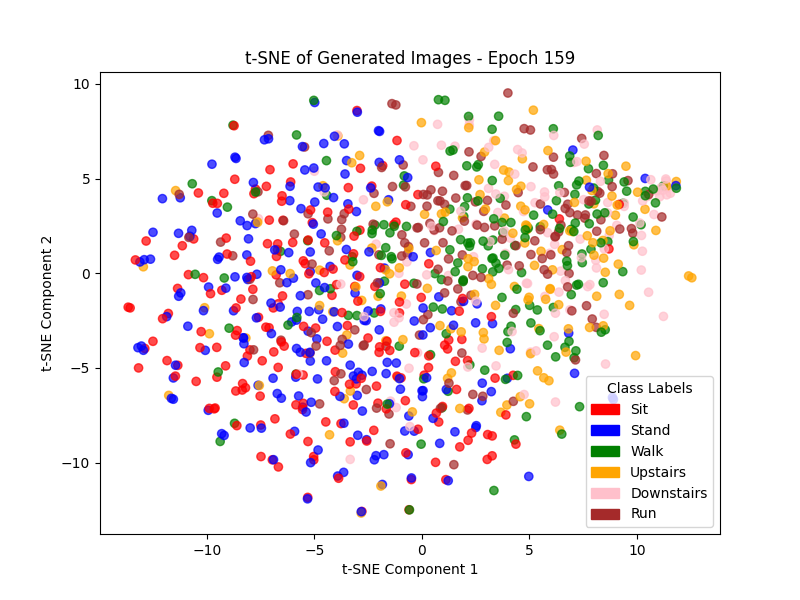 t-SNE of Generated Images - Epoch 159
10
5
0
−5
−10
t-SNE Component 2
−10
−5
0
5
10
t-SNE Component 1
Class Labels
Sit
Stand
Walk
Upstairs
Downstairs
Run